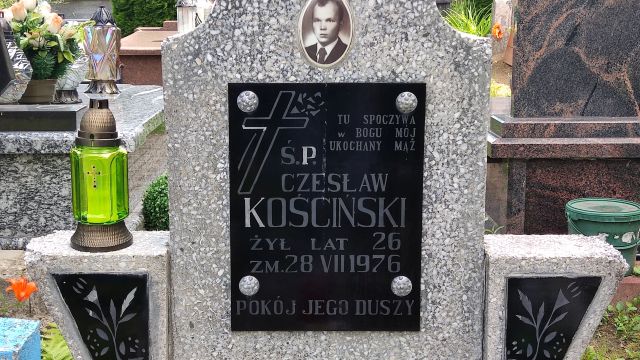 TU SPOCZYWA
W BOGU MÓJ
UKOCHANY MĄŻ
Ś.P.
CZESŁAW
KOŚCIŃSKI
ŻYŁ LAT 26
ZM. 28 VII 1976
POKÓJ JEGO DUSZY